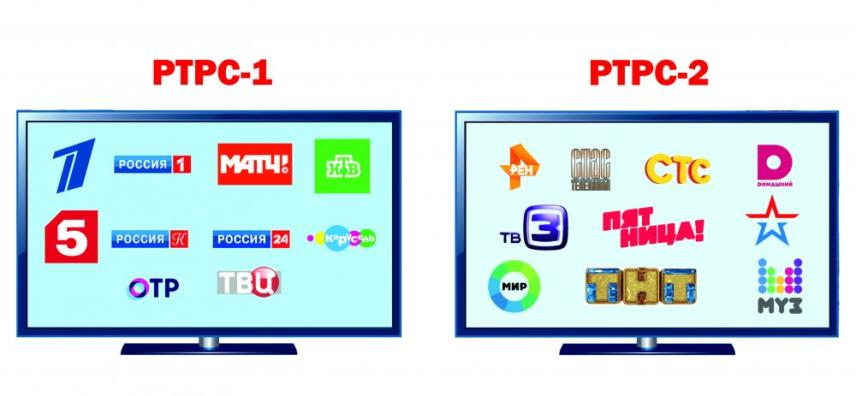 РТРС-1
РТРС-2
РОССИЯ 1
МАТЧ!
НТВ
5
РОССИЯ К
РОССИЯ 24
КАРУСЕЛЬ
ОТР
ТВЦ
РЕН
СПАС
ТЕЛЕКАНАЛ
СТС
D
ДОМАШНИЙ
ТВ 3
ПЯТ
НИЦА!
МИР
ТНТ
МУЗ